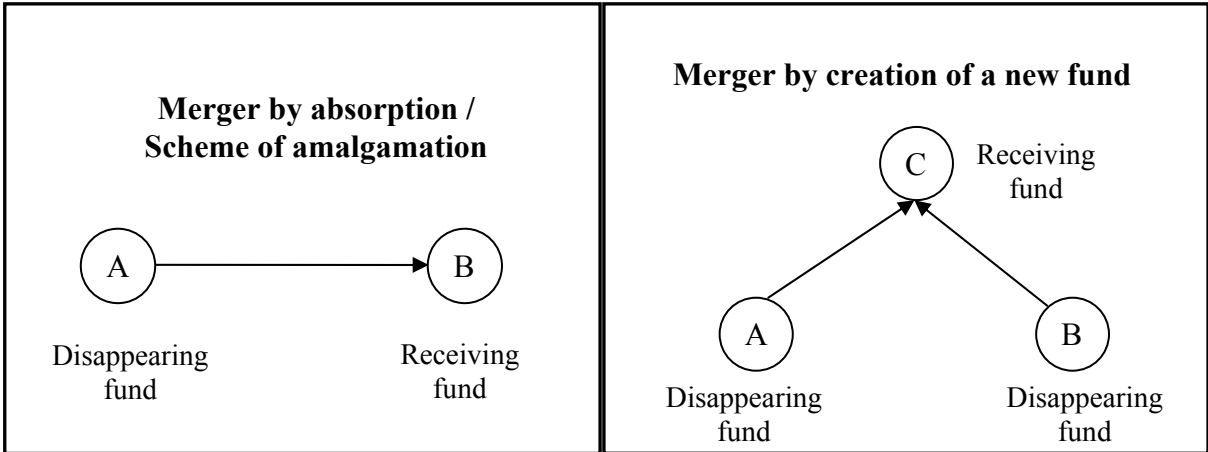 Merger by absorption /
Scheme of amalgamation
A
B
Disappearing
fund
Receiving
fund
Merger by creation of a new fund
C
Receiving
fund
A
B
Disappearing
fund
Disappearing
fund